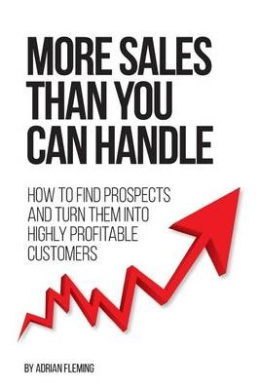 MORE SALES
THAN YOU
CAN HANDLE
HOW TO FIND PROSPECTS
AND TURN THEM INTO
HIGHLY PROFITABLE
CUSTOMERS
BY ADRIAN FLEMING